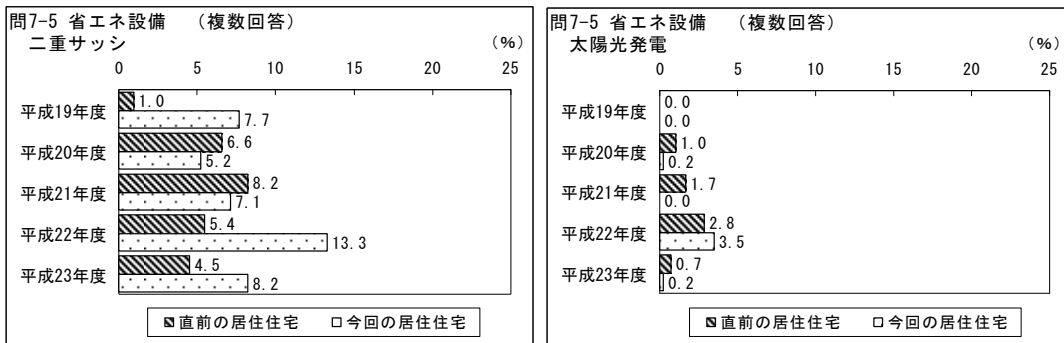 問7-5 省エネ設備 （複数回答）
二重サッシ
(%)
0 5 10 15 20 25
平成19年度
1.0
7.7
平成20年度
6.6
5.2
平成21年度
8.2
7.1
平成22年度
5.4
13.3
平成23年度
4.5
8.2
直前の居住住宅 今回の居住住宅
問7-5 省エネ設備 （複数回答）
太陽光発電
(%)
0 5 10 15 20 25
平成19年度
0.0
0.0
平成20年度
1.0
0.2
平成21年度
1.7
0.0
平成22年度
2.8
3.5
平成23年度
0.7
0.2
直前の居住住宅 今回の居住住宅